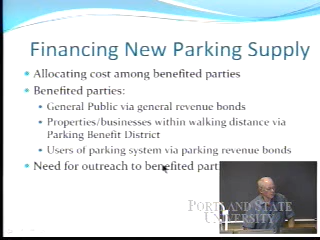 Financing New Parking Supply
Allocating cost among benefited parties
Benefited parties:
General Public via general revenue bonds
Properties/businesses within walking distance via
Parking Benefit District
Users of parking system via parking revenue bonds
Need for outreach to benefited part
PORTLAND STATE
UNIVERSITY